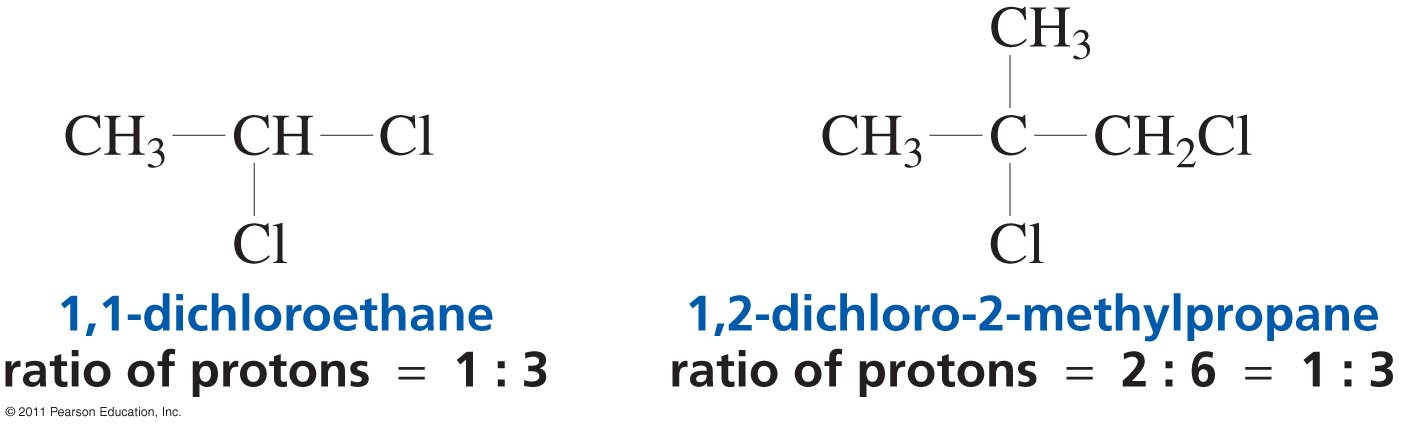 CH₃
CH₃—CH—Cl
CH₃—C—CH₂Cl
Cl
Cl
1,1-dichloroethane
1,2-dichloro-2-methylpropane
ratio of protons = 1 : 3
ratio of protons = 2 : 6 = 1 : 3
© 2011 Pearson Education, Inc.